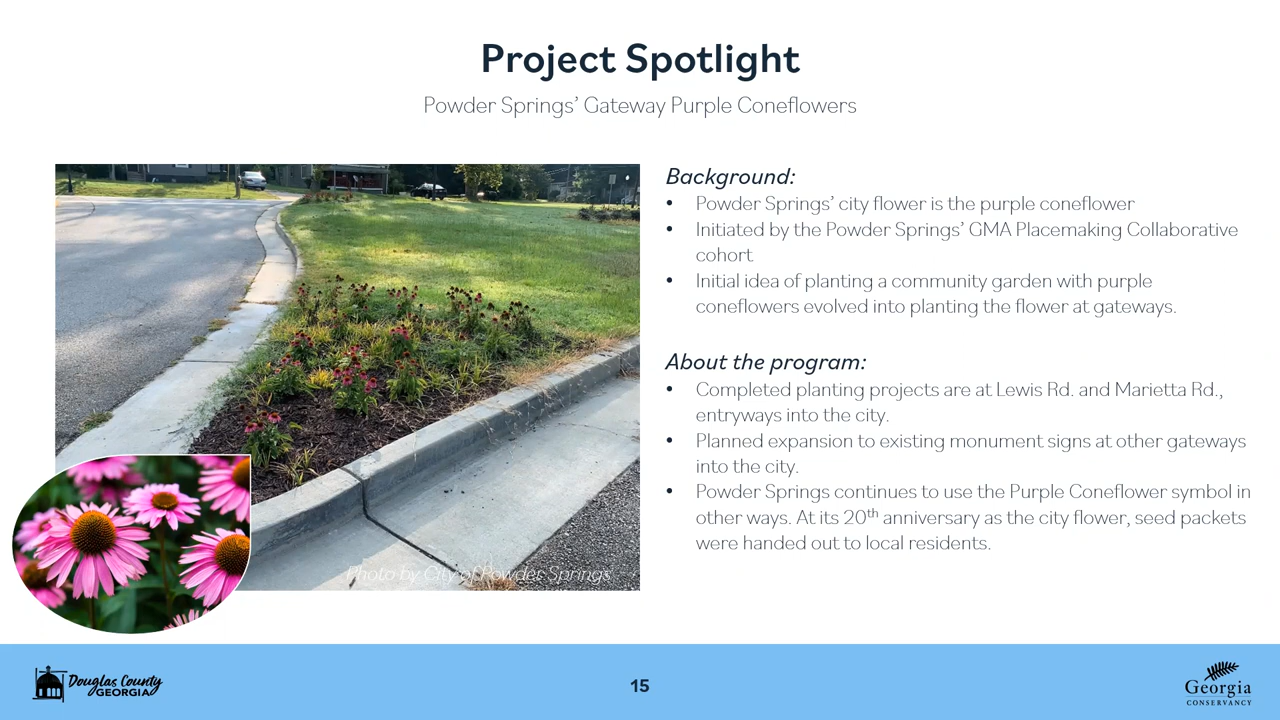 Project Spotlight
Powder Springs’ Gateway Purple Coneflowers
Background:
• Powder Springs’ city flower is the purple coneflower
• Initiated by the Powder Springs’ GMA Placemaking Collaborative
cohort
• Initial idea of planting a community garden with purple
coneflowers evolved into planting the flower at gateways.
About the program:
• Completed planting projects are at Lewis Rd. and Marietta Rd.,
entryways into the city.
• Planned expansion to existing monument signs at other gateways
into the city.
• Powder Springs continues to use the Purple Coneflower symbol in
other ways. At its 20th anniversary as the city flower, seed packets
were handed out to local residents.
Photo by City of Powder Springs
Douglas County
GEORGIA
15
Georgia
CONSERVANCY